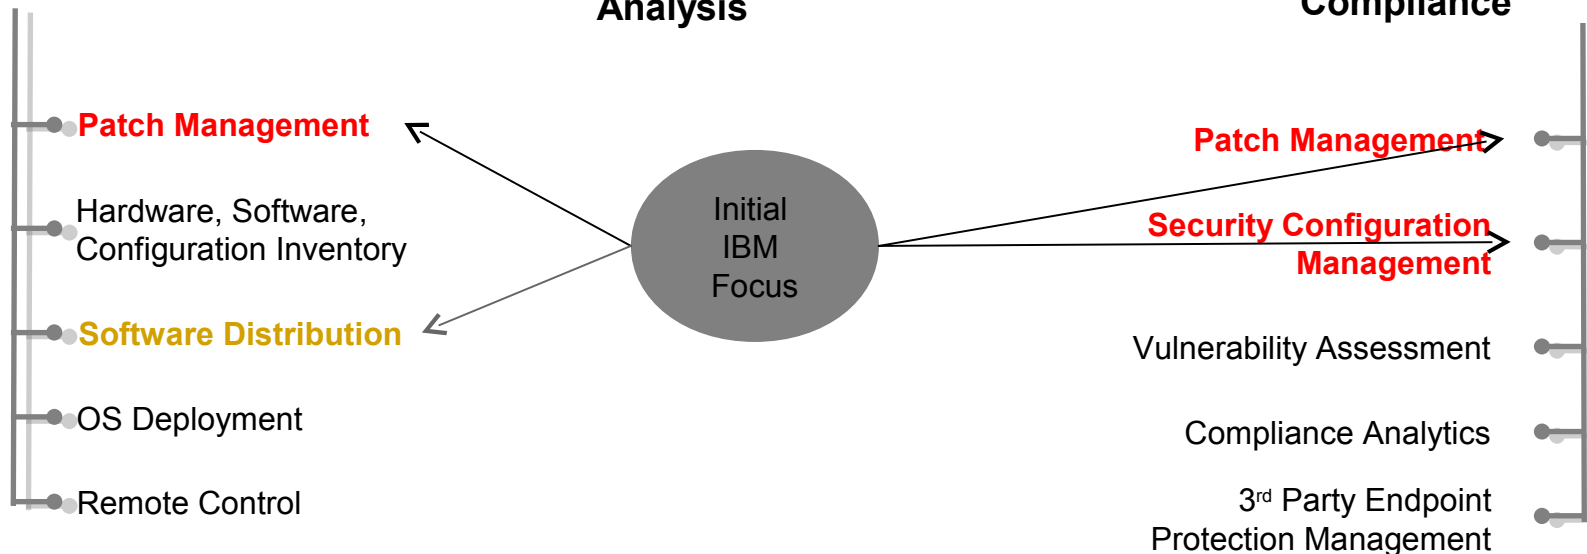 Analysis
Compliance
Patch Management
Hardware, Software,
Configuration Inventory
Software Distribution
OS Deployment
Remote Control
Initial
IBM
Focus
Patch Management
Security Configuration
Management
Vulnerability Assessment
Compliance Analytics
3rd Party Endpoint
Protection Management